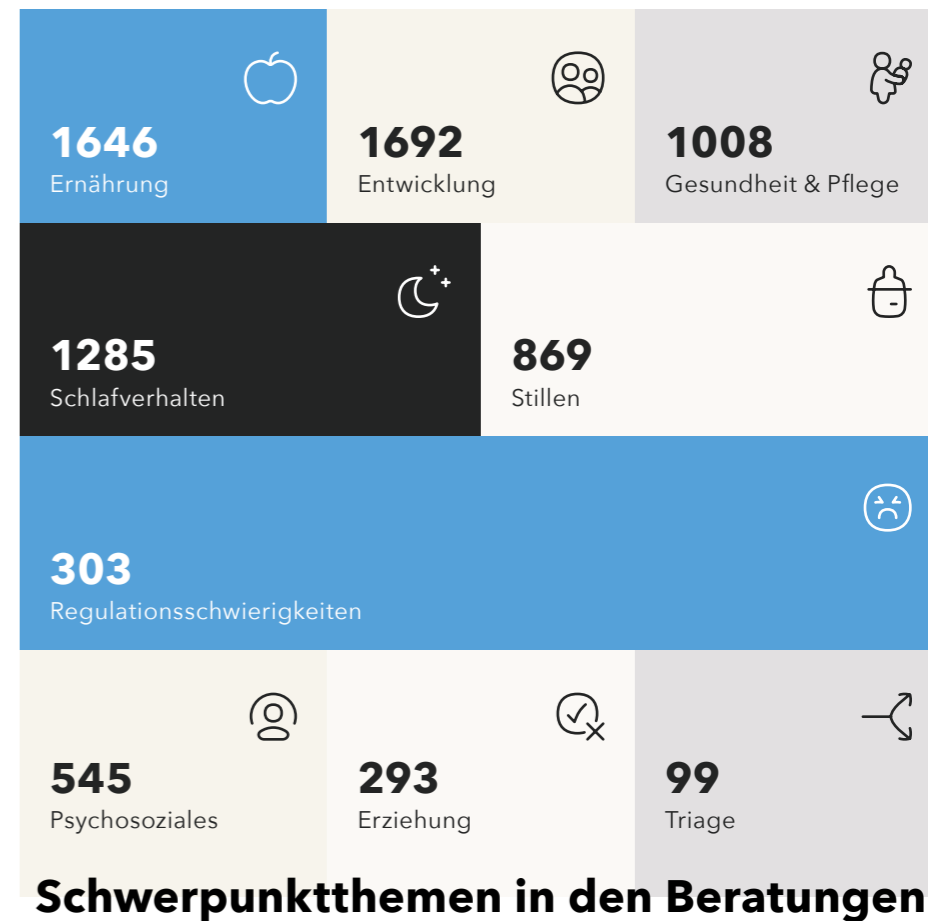 1646
Ernährung
1692
Entwicklung
1008
Gesundheit & Pflege
1285
Schlafverhalten
869
Stillen
303
Regulationsschwierigkeiten
545
Psychosoziales
293
Erziehung
99
Triage
Schwerpunktthemen in den Beratungen